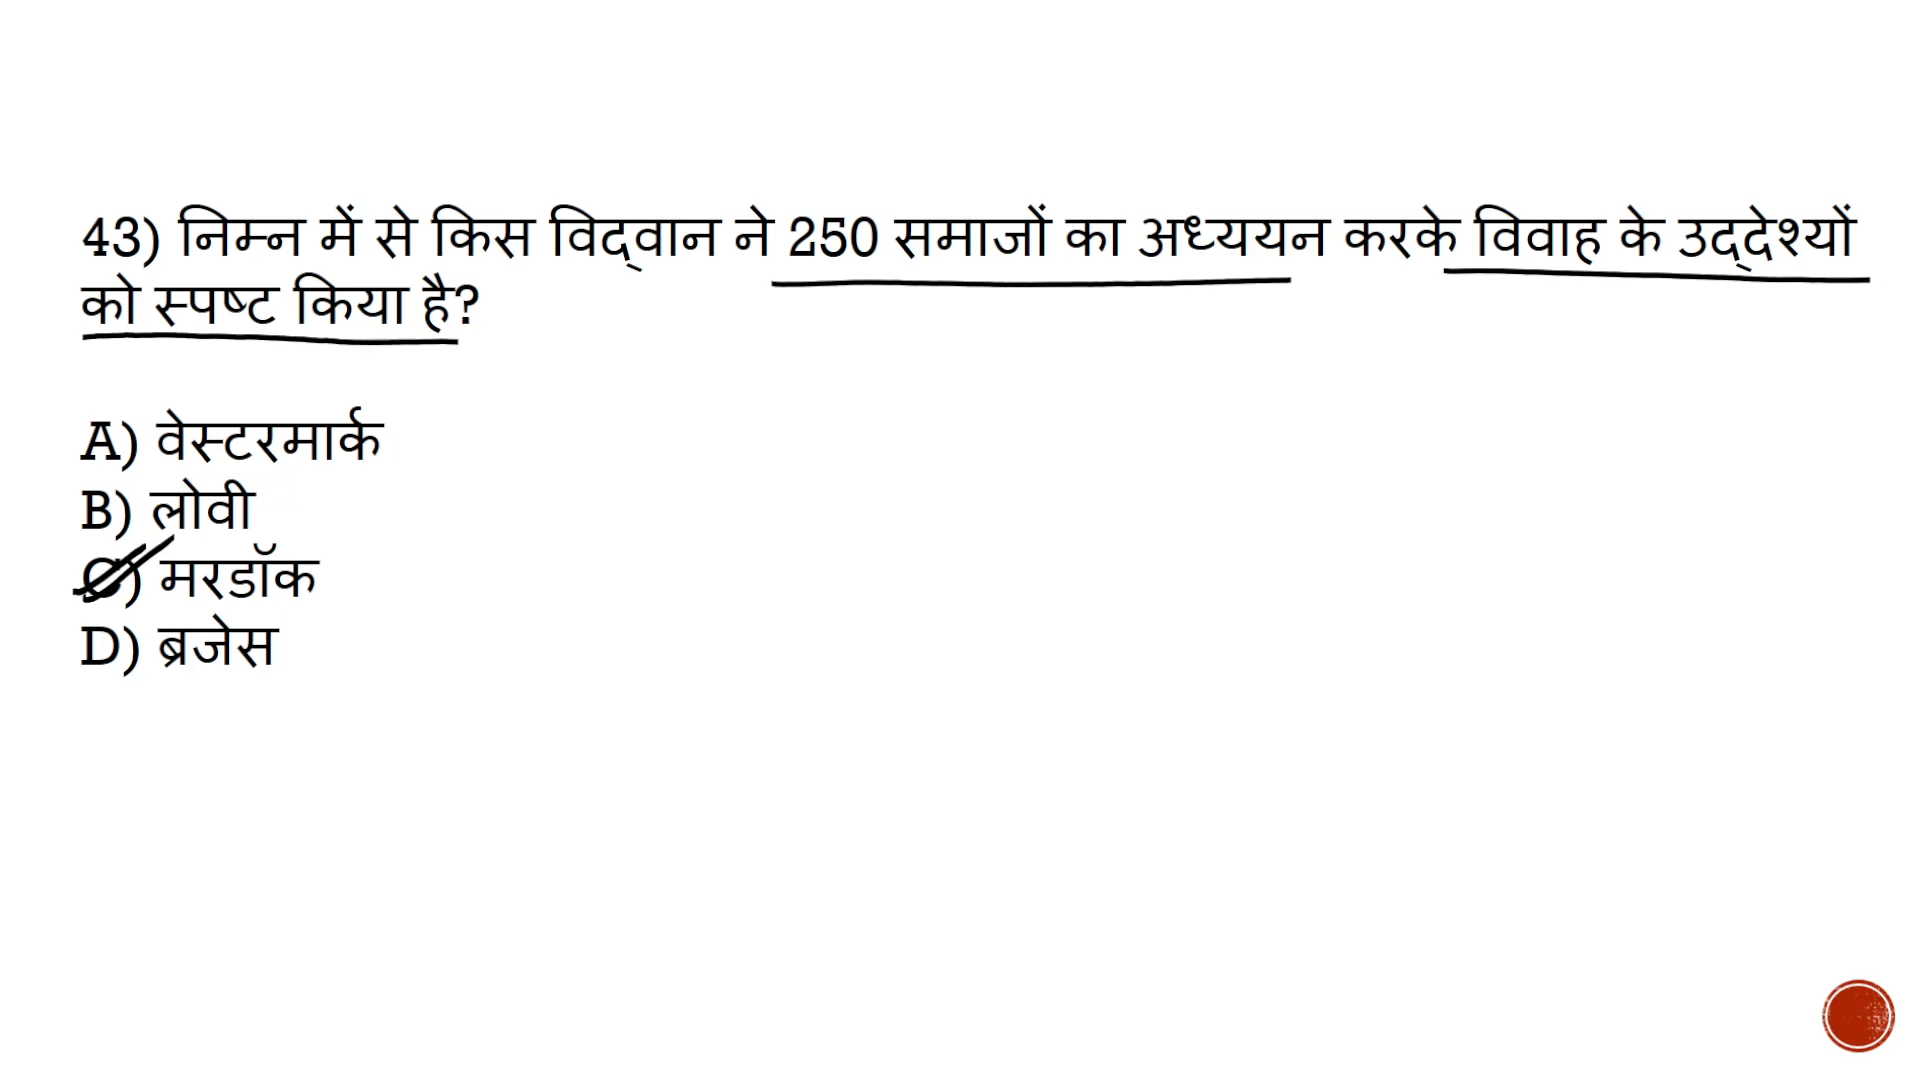 43) निम्न में से किस विद्वान ने 250 समाजों का अध्ययन करके विवाह के उद्देश्यों
को स्पष्ट किया है?
A) वेस्टरमार्क
B) लोवी
C) मरडॉक
D) ब्रजेस